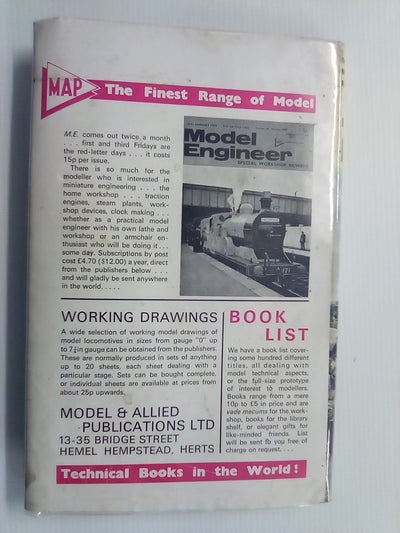 MAP
The Finest Range of Model
M.E. comes out twice a month
. . . first and third Fridays are
the red-letter days . . . it costs
15p per issue.
There is so much for the
modeller who is interested in
miniature engineering . . . the
home workshop . . . traction
engines, steam plants, work-
shop devices, clock making . . .
whether as a practical model
engineer with his own lathe and
workshop or an armchair en-
thusiast who will be doing it . . .
some day. Subscriptions by post
cost £4.70 ($12.00) a year, direct
from the publishers below . . .
and will gladly be sent anywhere
in the world. . . . .
Model
Engineer
SPECIAL WORKSHOP NUMBER
171
WORKING DRAWINGS
A wide selection of working model drawings of
model locomotives in sizes from gauge "0" up
to 7¼in gauge can be obtained from the publishers.
These are normally produced in sets of anything
up to 20 sheets, each sheet dealing with a
particular stage. Sets can be bought complete,
or individual sheets are available at prices from
about 25p upwards.
MODEL & ALLIED
PUBLICATIONS LTD
13-35 BRIDGE STREET
HEMEL HEMPSTEAD, HERTS
BOOK
LIST
We have a book list cover-
ing some hundred different
titles, all dealing with
model technical aspects,
or the full-size prototype
of interest to modellers.
Books range from a mere
10p to £5 in price and are
vade mecums for the work-
shop, books for the library
shelf, or elegant gifts for
like-minded friends. List
will be sent to you free of
charge on request. . . .
Technical Books in the World!